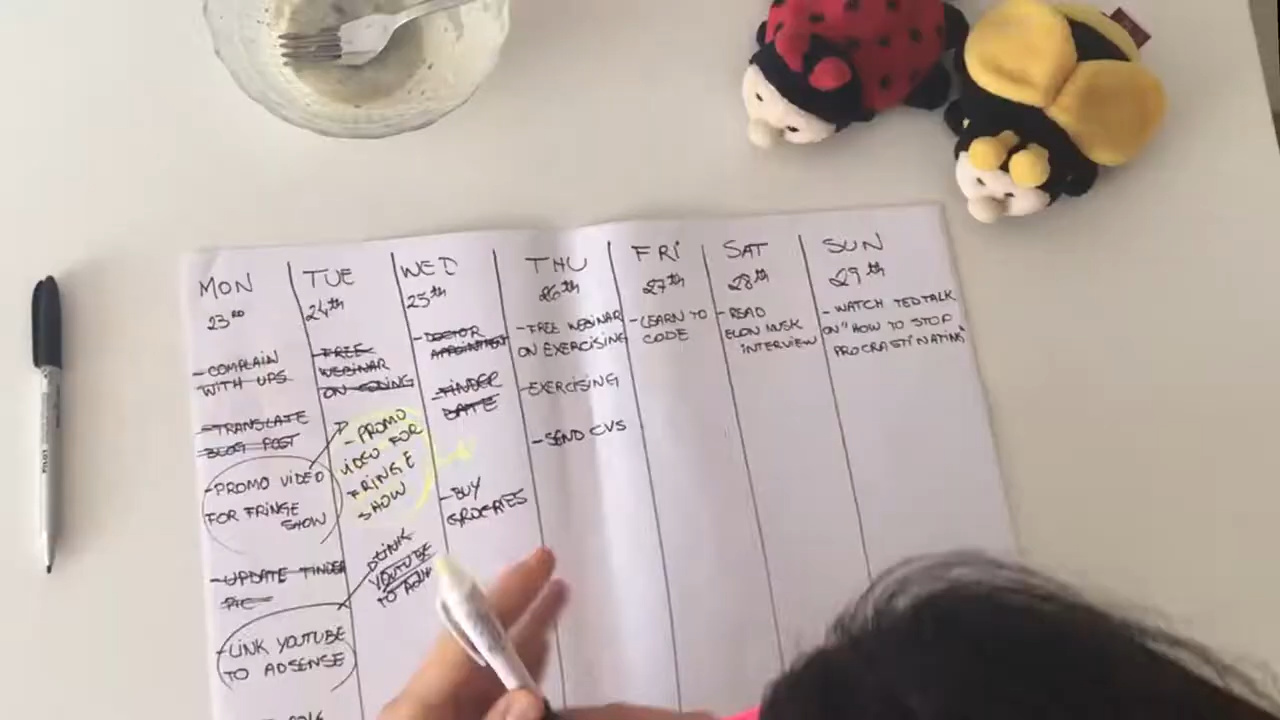 MON
23RD
- COMPLAIN
WITH UPS
- TRANSLATE
BLOG POST
- PROMO VIDEO
FOR FRINGE
SHOW
- UPDATE TINDER
PIC
- LINK YOUTUBE
TO ADSENSE
TUE
24th
- FREE
WEBINAR
ON
- PROMO
VIDEO FOR
FRINGE
SHOW
LINK
YOUTUBE
TO
WED
25th
- DOCTOR
APPOINTMENT
- TINDER
DATE
- BUY
GROCERIES
THU
26th
- FREE WEBINAR
ON EXERCISING
- EXERCISING
- SEND CVS
FRI
27th
- LEARN TO
CODE
SAT
28th
- READ
ELON MUSK
INTERVIEW
SUN
29th
- WATCH TED TALK
ON "HOW TO STOP
PROCRASTINATING"
PILOT